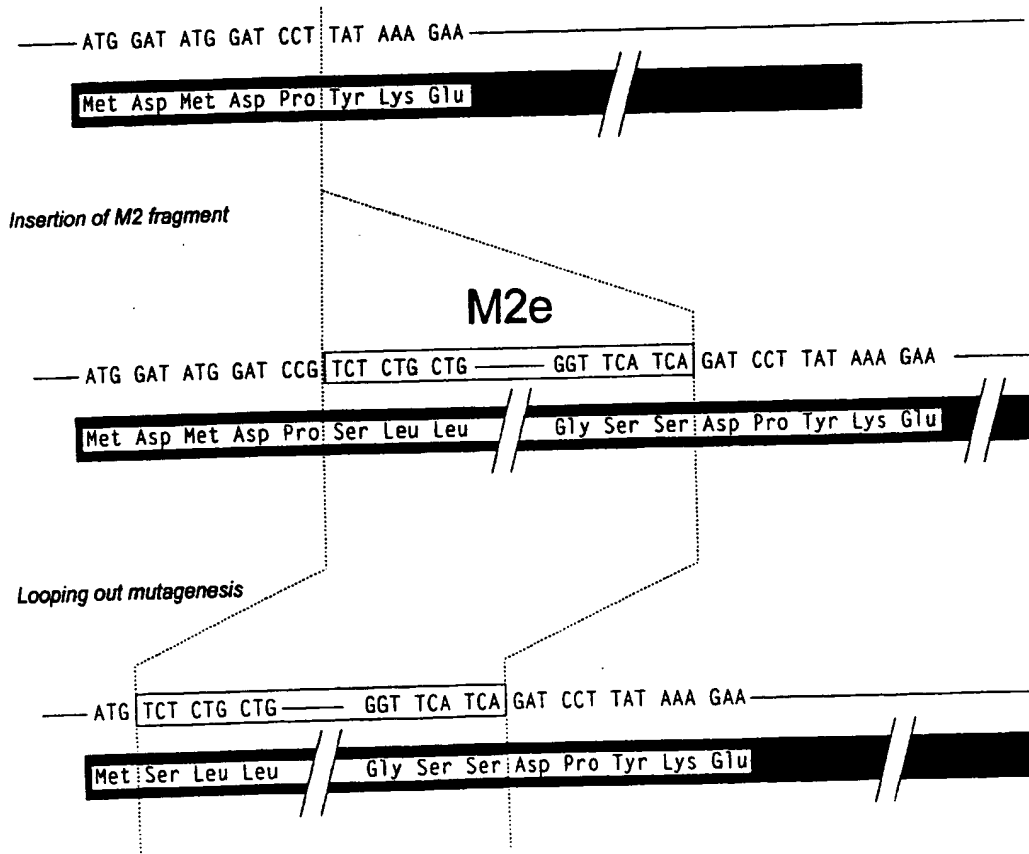 ATG GAT ATG GAT CCT TAT AAA GAA
Met Asp Met Asp Pro Tyr Lys Glu
Insertion of M2 fragment
M2e
ATG GAT ATG GAT CCG TCT CTG CTG GGT TCA TCA GAT CCT TAT AAA GAA
Met Asp Met Asp Pro Ser Leu Leu Gly Ser Ser Asp Pro Tyr Lys Glu
Looping out mutagenesis
ATG TCT CTG CTG GGT TCA TCA GAT CCT TAT AAA GAA
Met Ser Leu Leu Gly Ser Ser Asp Pro Tyr Lys Glu